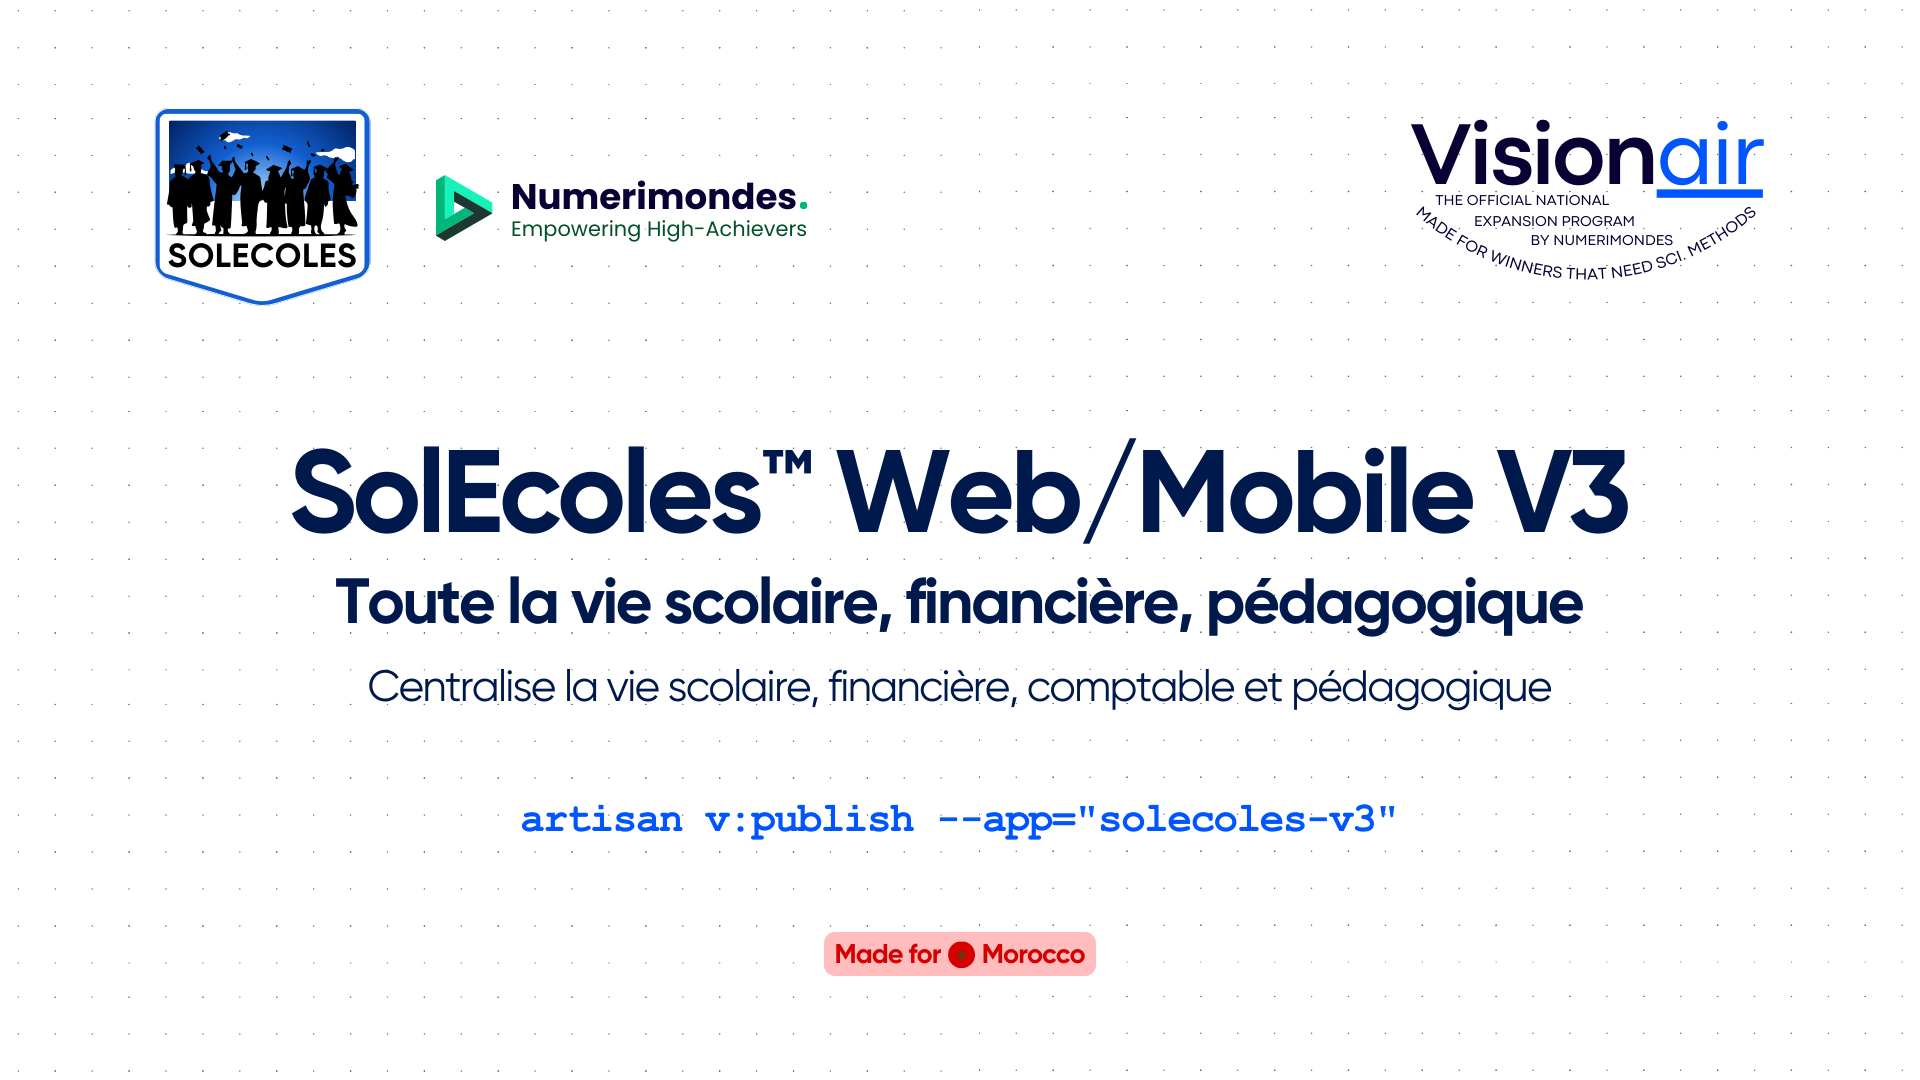 SOLECOLES
Numerimondes.
Empowering High-Achievers
Visionair
THE OFFICIAL NATIONAL
EXPANSION PROGRAM
BY NUMERIMONDES
MADE FOR WINNERS THAT NEED SCI. METHODS
SolEcoles™ Web/Mobile V3
Toute la vie scolaire, financière, pédagogique
Centralise la vie scolaire, financière, comptable et pédagogique
artisan v:publish --app="solecoles-v3"
Made for Morocco